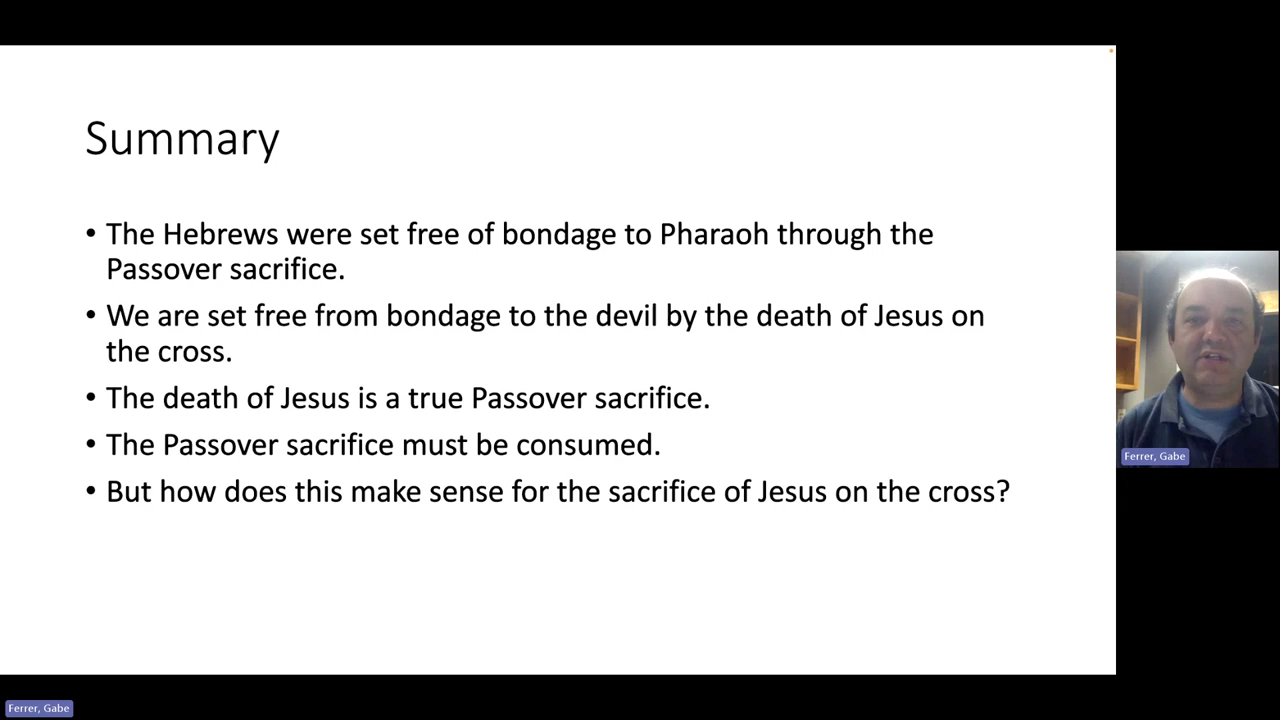 Summary
• The Hebrews were set free of bondage to Pharaoh through the
Passover sacrifice.
• We are set free from bondage to the devil by the death of Jesus on
the cross.
• The death of Jesus is a true Passover sacrifice.
• The Passover sacrifice must be consumed.
• But how does this make sense for the sacrifice of Jesus on the cross?
Ferrer, Gabe
Ferrer, Gabe